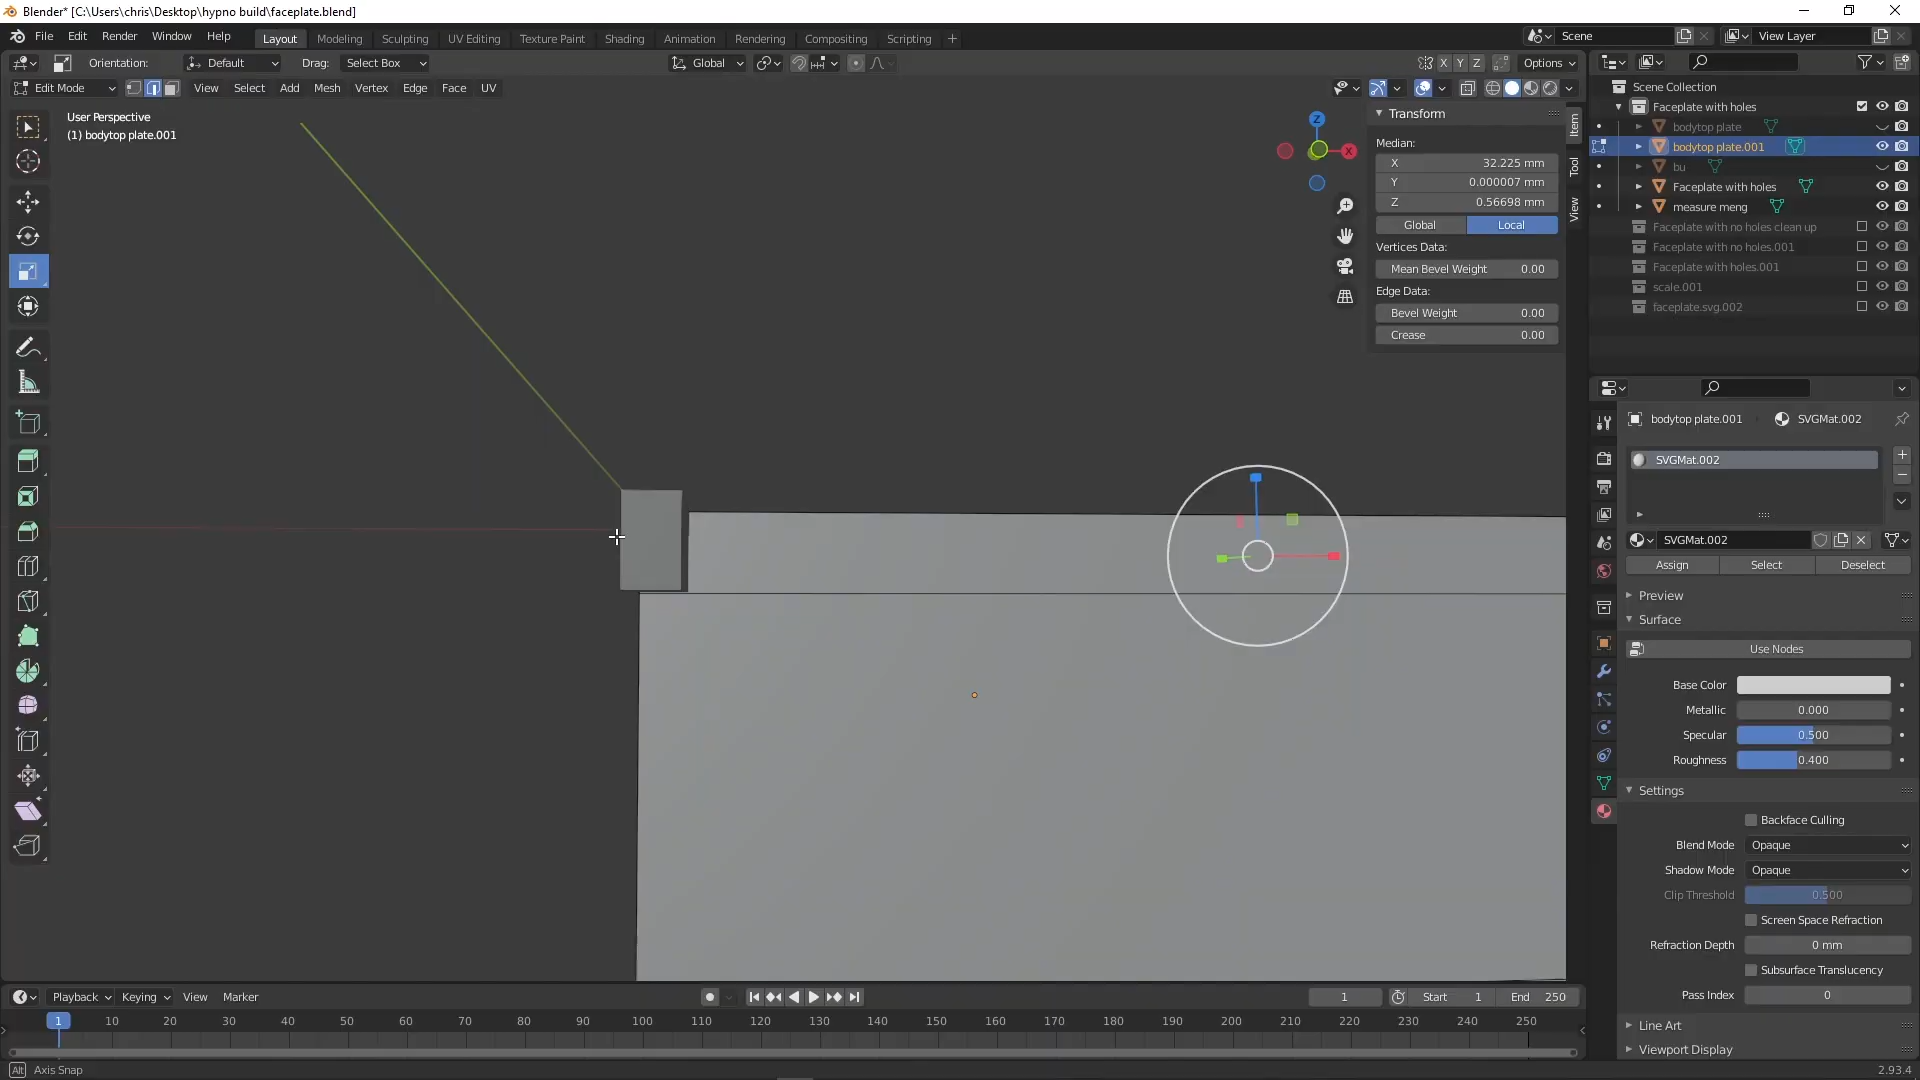 Blender* [C:\Users\chris\Desktop\hypno build\faceplate.blend]
File Edit Render Window Help Layout Modeling Sculpting UV Editing Texture Paint Shading Animation Rendering Compositing Scripting + Scene View Layer
Orientation: Default Drag: Select Box Global X Y Z Options
Edit Mode View Select Add Mesh Vertex Edge Face UV
User Perspective
(1) bodytop plate.001
Z
X
Transform
Median:
X 32.225 mm
Y 0.000007 mm
Z 0.56698 mm
Global Local
Vertices Data:
Mean Bevel Weight 0.00
Edge Data:
Bevel Weight 0.00
Crease 0.00
Item
Tool
View
Scene Collection
Faceplate with holes
bodytop plate
bodytop plate.001
bu
Faceplate with holes
measure meng
Faceplate with no holes clean up
Faceplate with no holes.001
Faceplate with holes.001
scale.001
faceplate.svg.002
bodytop plate.001 SVGMat.002
SVGMat.002
SVGMat.002
Assign Select Deselect
Preview
Surface
Use Nodes
Base Color
Metallic 0.000
Specular 0.500
Roughness 0.400
Settings
Backface Culling
Blend Mode Opaque
Shadow Mode Opaque
Clip Threshold 0.500
Screen Space Refraction
Refraction Depth 0 mm
Subsurface Translucency
Pass Index 0
Line Art
Viewport Display
Playback Keying View Marker 1 Start 1 End 250
1 10 20 30 40 50 60 70 80 90 100 110 120 130 140 150 160 170 180 190 200 210 220 230 240 250
Alt Axis Snap 2.93.4